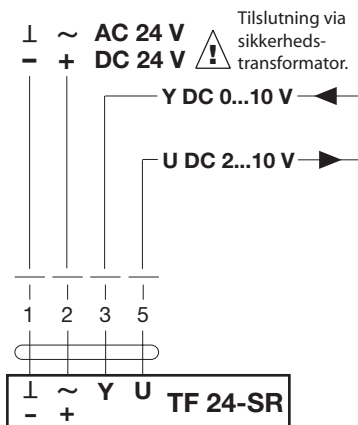 ⊥ ~ AC 24 V
− + DC 24 V
Tilslutning via
sikkerheds-
transformator.
Y DC 0...10 V
U DC 2...10 V
1 2 3 5
⊥ ~ Y U
− +
TF 24-SR